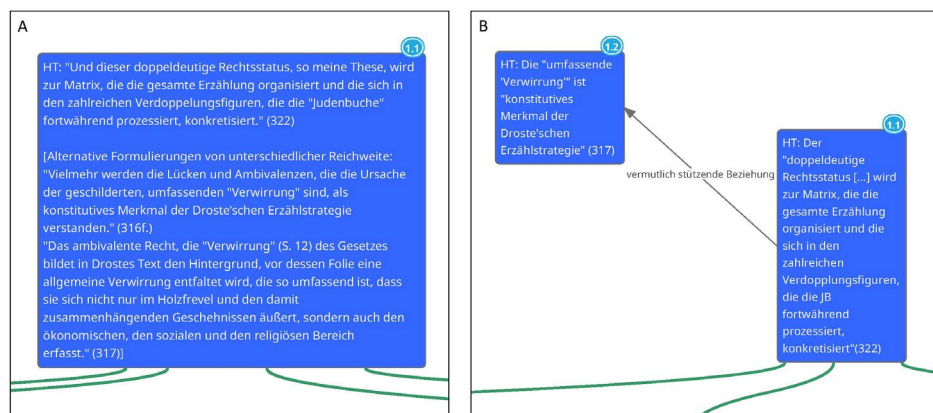 A
1.1
HT: "Und dieser doppeldeutige Rechtsstatus, so meine These, wird
zur Matrix, die die gesamte Erzählung organisiert und die sich in
den zahlreichen Verdoppelungsfiguren, die die "Judenbuche"
fortwährend prozessiert, konkretisiert." (322)
[Alternative Formulierungen von unterschiedlicher Reichweite:
"Vielmehr werden die Lücken und Ambivalenzen, die die Ursache
der geschilderten, umfassenden "Verwirrung" sind, als
konstitutives Merkmal der Droste'schen Erzählstrategie
verstanden." (316f.)
"Das ambivalente Recht, die "Verwirrung" (S. 12) des Gesetzes
bildet in Drostes Text den Hintergrund, vor dessen Folie eine
allgemeine Verwirrung entfaltet wird, die so umfassend ist, dass
sie sich nicht nur im Holzfrevel und den damit
zusammenhängenden Geschehnissen äußert, sondern auch den
ökonomischen, den sozialen und den religiösen Bereich
erfasst." (317)]
B
1.2
HT: Die "umfassende
'Verwirrung'" ist
"konstitutives
Merkmal der
Droste'schen
Erzählstrategie" (317)
vermutlich stützende Beziehung
1.1
HT: Der
"doppeldeutige
Rechtsstatus [...] wird
zur Matrix, die die
gesamte Erzählung
organisiert und die
sich in den
zahlreichen
Verdopplungsfiguren,
die die JB
fortwährend
prozessiert,
konkretisiert"(322)